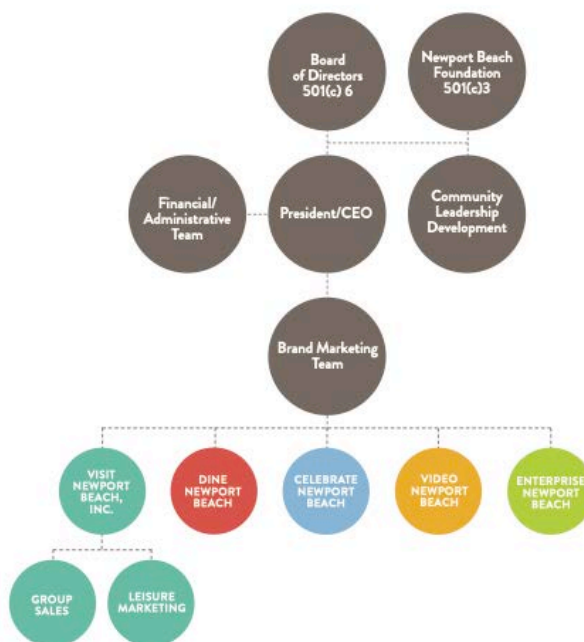 Board
of Directors
501(c) 6
Newport Beach
Foundation
501(c)3
Financial/
Administrative
Team
President/CEO
Community
Leadership
Development
Brand Marketing
Team
VISIT
NEWPORT
BEACH,
INC.
DINE
NEWPORT
BEACH
CELEBRATE
NEWPORT
BEACH
VIDEO
NEWPORT
BEACH
ENTERPRISE
NEWPORT
BEACH
GROUP
SALES
LEISURE
MARKETING